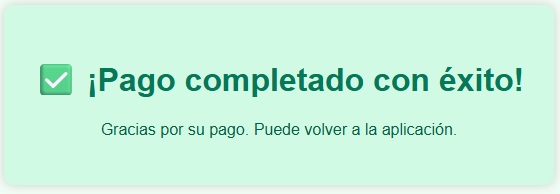 ✅ ¡Pago completado con éxito!
Gracias por su pago. Puede volver a la aplicación.